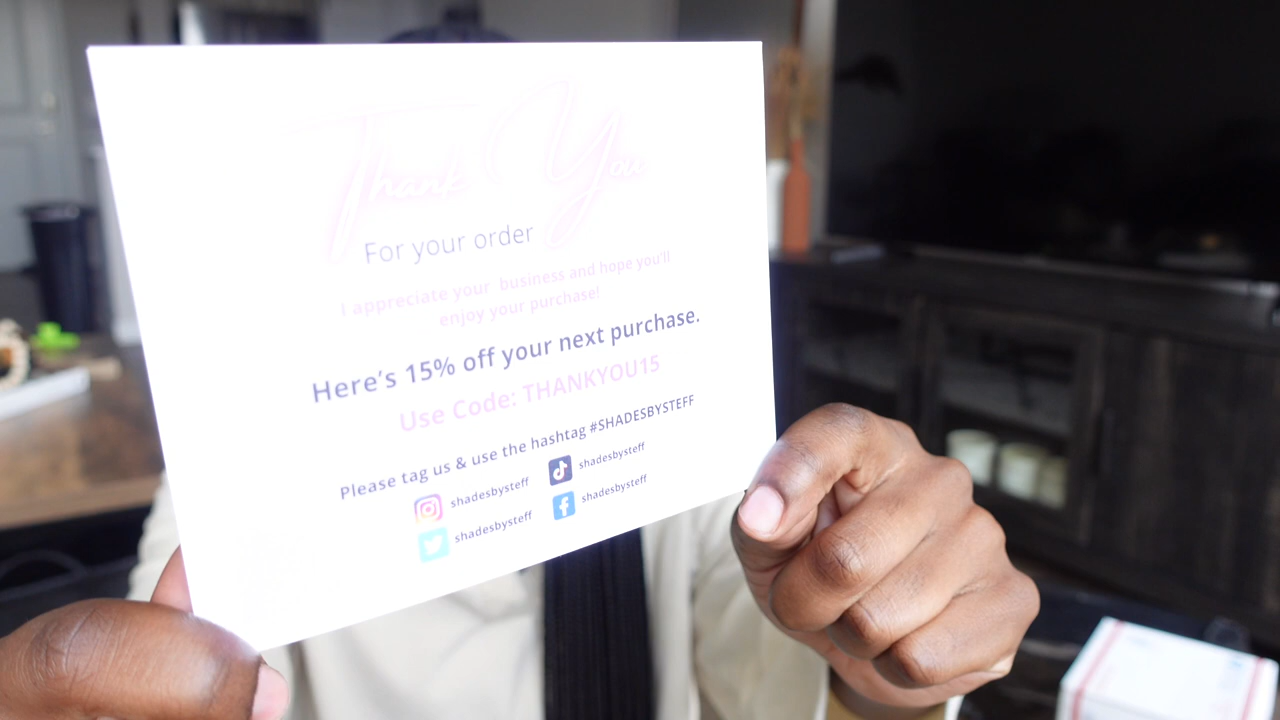 Thank You
For your order
I appreciate your business and hope you'll
enjoy your purchase!
Here's 15% off your next purchase.
Use Code: THANKYOU15
Please tag us & use the hashtag #SHADESBYSTEFF
shadesbysteff
shadesbysteff
shadesbysteff
shadesbysteff